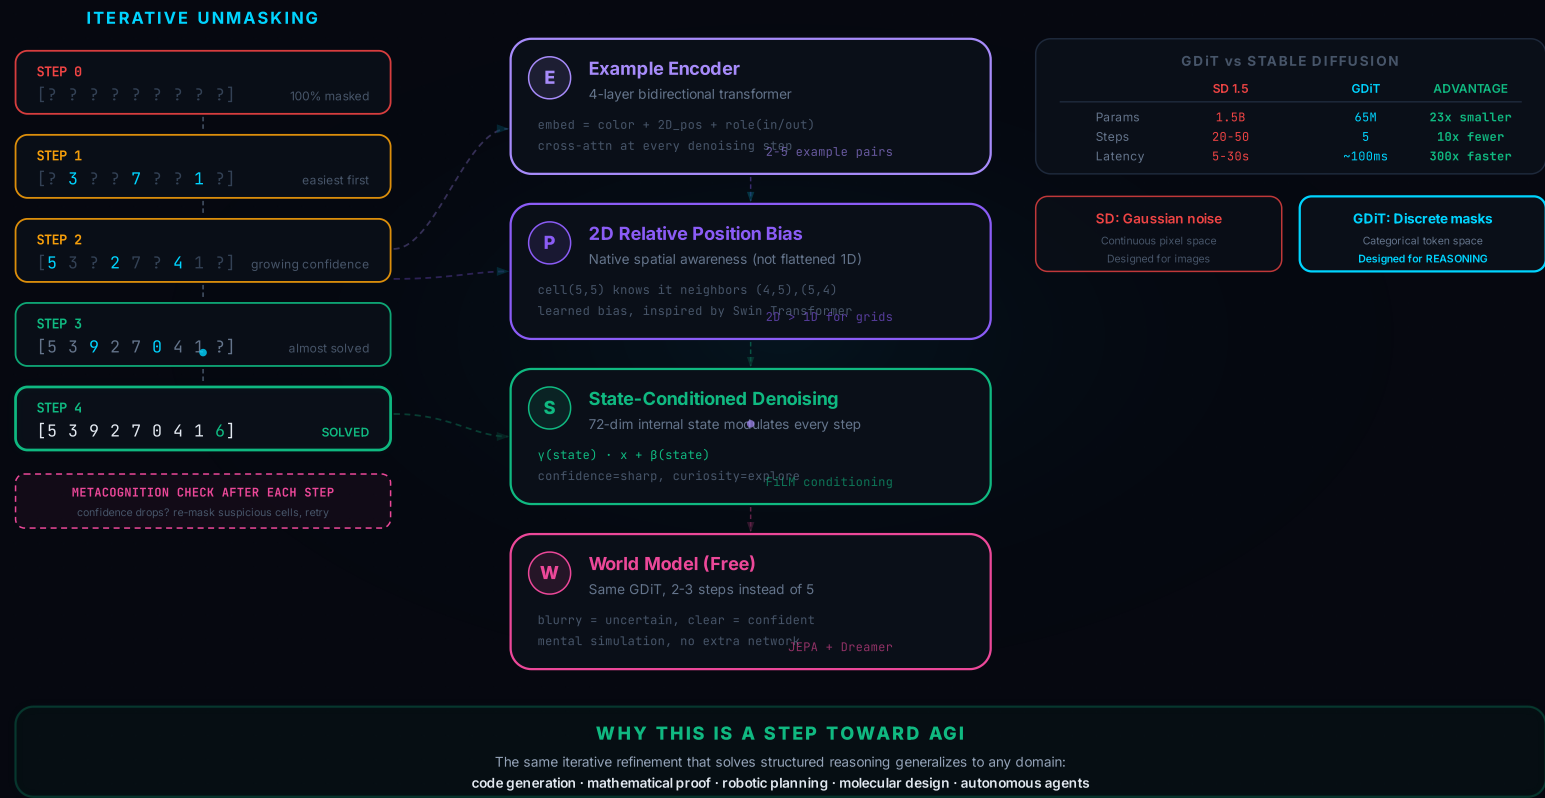 ITERATIVE UNMASKING
STEP 0
[? ? ? ? ? ? ? ? ?]
100% masked
STEP 1
[? 3 ? ? 7 ? ? 1 ?]
easiest first
STEP 2
[5 3 ? 2 7 ? 4 1 ?]
growing confidence
STEP 3
[5 3 9 2 7 0 4 1 ?]
almost solved
STEP 4
[5 3 9 2 7 0 4 1 6]
SOLVED
METACOGNITION CHECK AFTER EACH STEP
confidence drops? re-mask suspicious cells, retry
E
Example Encoder
4-layer bidirectional transformer
embed = color + 2D_pos + role(in/out)
cross-attn at every denoising step
2-5 example pairs
P
2D Relative Position Bias
Native spatial awareness (not flattened 1D)
cell(5,5) knows it neighbors (4,5),(5,4)
learned bias, inspired by Swin Transformer
2D > 1D for grids
S
State-Conditioned Denoising
72-dim internal state modulates every step
γ(state) · x + β(state)
confidence=sharp, curiosity=explore
FiLM conditioning
W
World Model (Free)
Same GDiT, 2-3 steps instead of 5
blurry = uncertain, clear = confident
mental simulation, no extra network
JEPA + Dreamer
GDiT vs STABLE DIFFUSION
SD 1.5 GDiT ADVANTAGE
Params 1.5B 65M 23x smaller
Steps 20-50 5 10x fewer
Latency 5-30s ~100ms 300x faster
SD: Gaussian noise
Continuous pixel space
Designed for images
GDiT: Discrete masks
Categorical token space
Designed for REASONING
WHY THIS IS A STEP TOWARD AGI
The same iterative refinement that solves structured reasoning generalizes to any domain:
code generation · mathematical proof · robotic planning · molecular design · autonomous agents